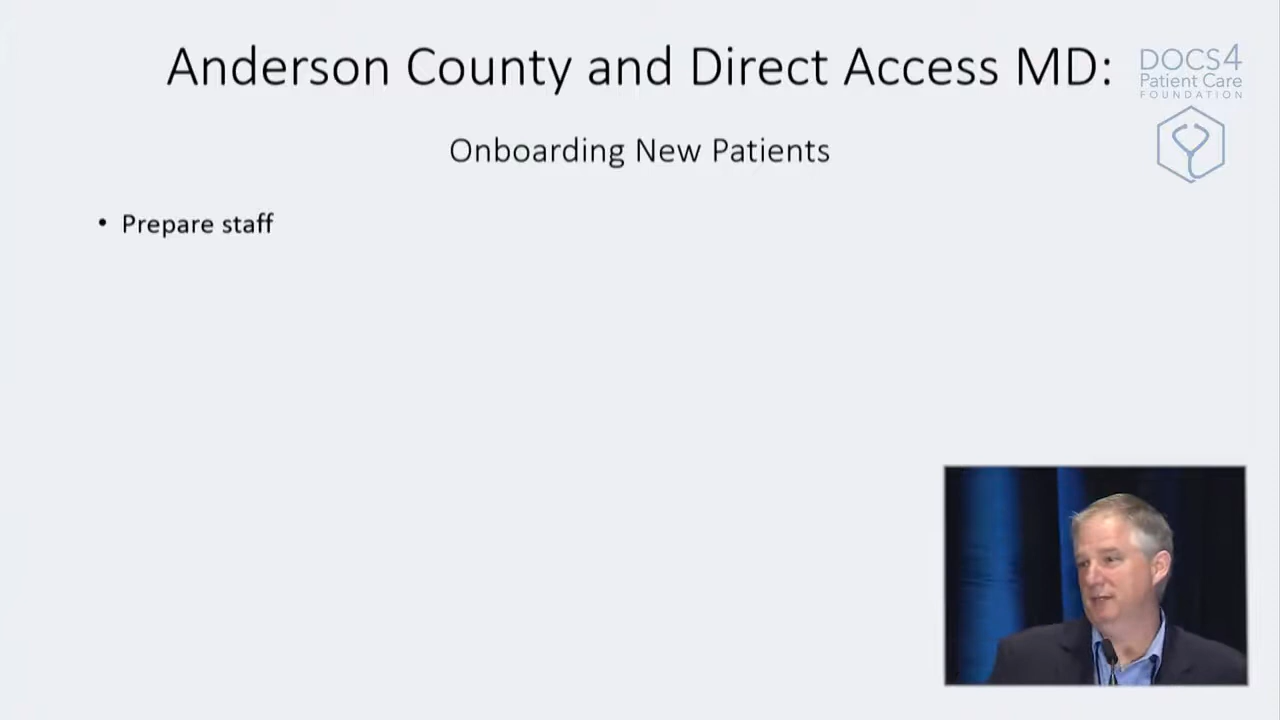 Anderson County and Direct Access MD:
DOCS4
Patient Care
FOUNDATION
Onboarding New Patients
• Prepare staff